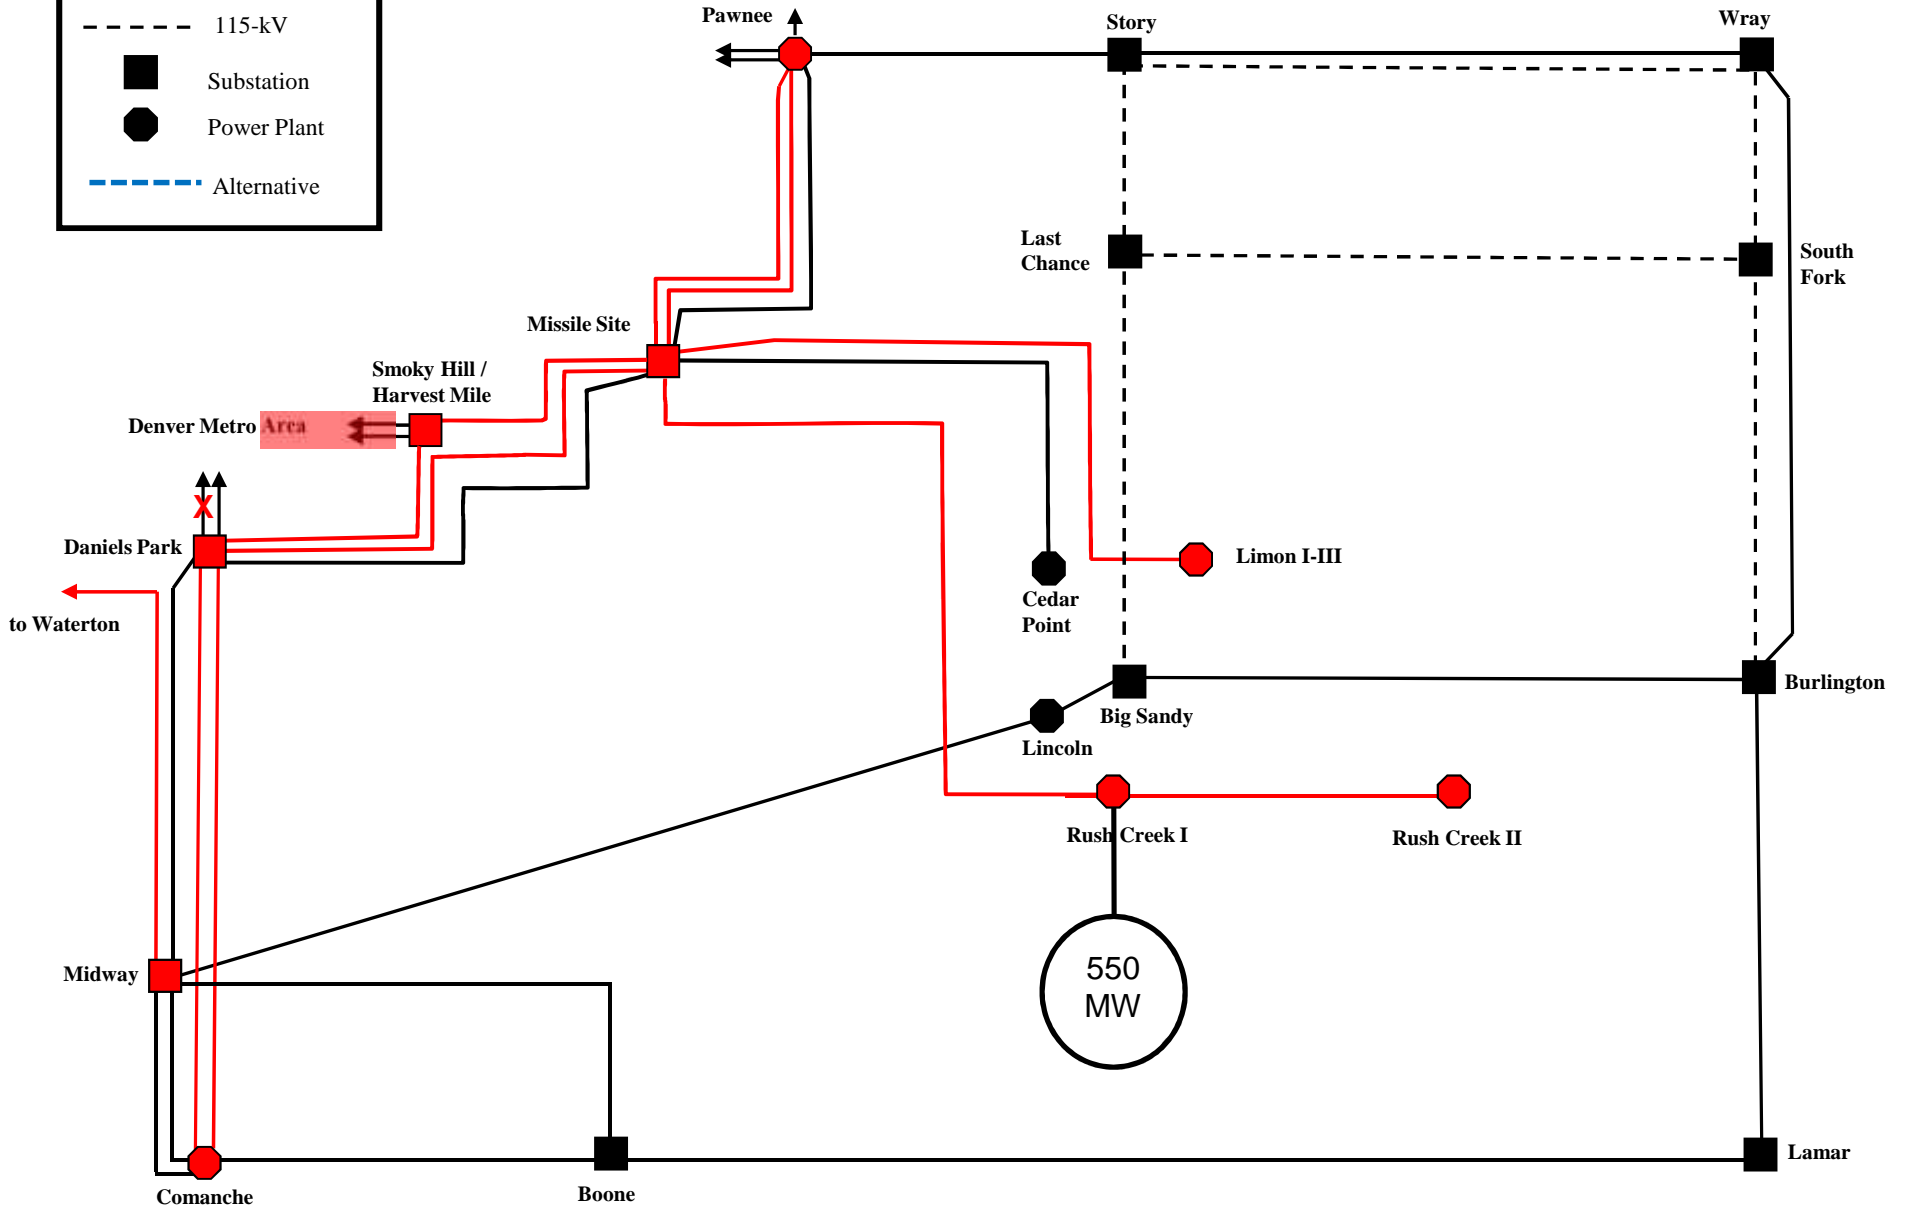 115-kV
Substation
Power Plant
Alternative
Pawnee
Story
Wray
Last
Chance
South
Fork
Missile Site
Smoky Hill /
Harvest Mile
Denver Metro Area
X
Daniels Park
to Waterton
Limon I-III
Cedar
Point
Burlington
Big Sandy
Lincoln
Rush Creek I
Rush Creek II
550
MW
Midway
Lamar
Comanche
Boone